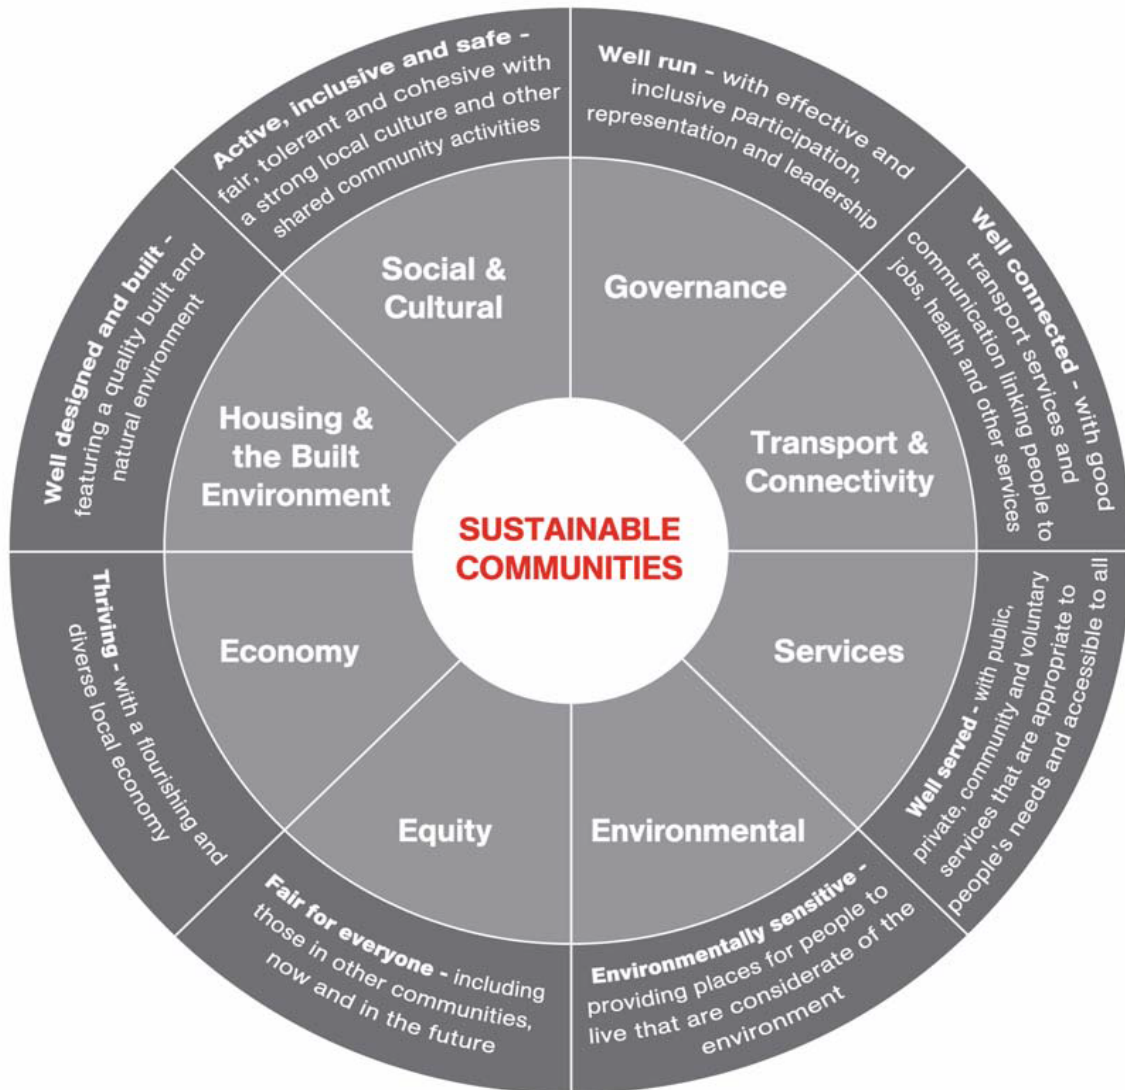 SUSTAINABLE
COMMUNITIES
Governance
Well run - with effective and
inclusive participation,
representation and leadership
Transport &
Connectivity
Well connected - with good
transport services and
communication linking people to
jobs, health and other services
Services
Well served - with public,
private, community and voluntary
services that are appropriate to
people's needs and accessible to all
Environmental
Environmentally sensitive -
providing places for people to
live that are considerate of the
environment
Equity
Fair for everyone - including
those in other communities,
now and in the future
Economy
Thriving - with a flourishing and
diverse local economy
Housing &
the Built
Environment
Well designed and built -
featuring a quality built and
natural environment
Social &
Cultural
Active, inclusive and safe -
fair, tolerant and cohesive with
a strong local culture and other
shared community activities